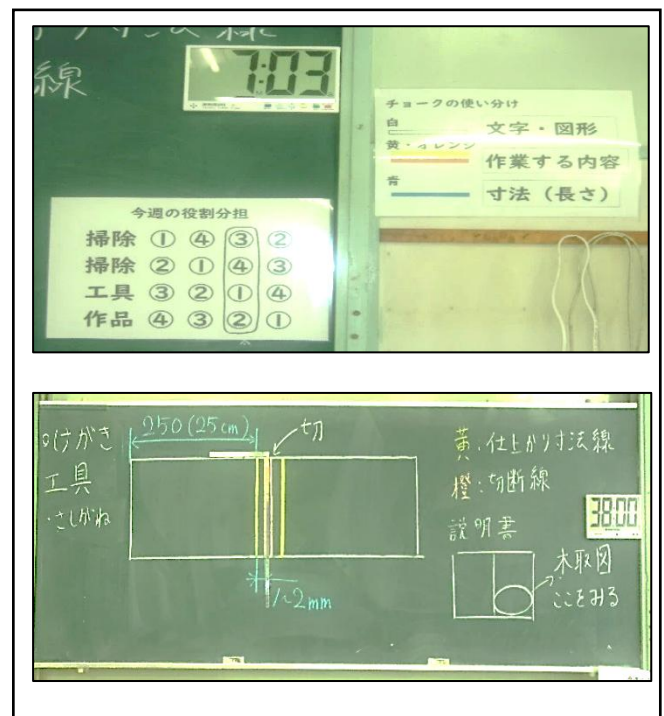 線
7:03
チョークの使い分け
白 文字・図形
黄・オレンジ 作業する内容
青 寸法（長さ）
今週の役割分担
掃除 ① ④ ③ ②
掃除 ② ① ④ ③
工具 ③ ② ① ④
作品 ④ ③ ② ①
けがき
工具
・さしがね
250(25cm)
切
1~2mm
黄:仕上がり寸法線
橙:切断線
説明書
木取図
ここをみる
38:00